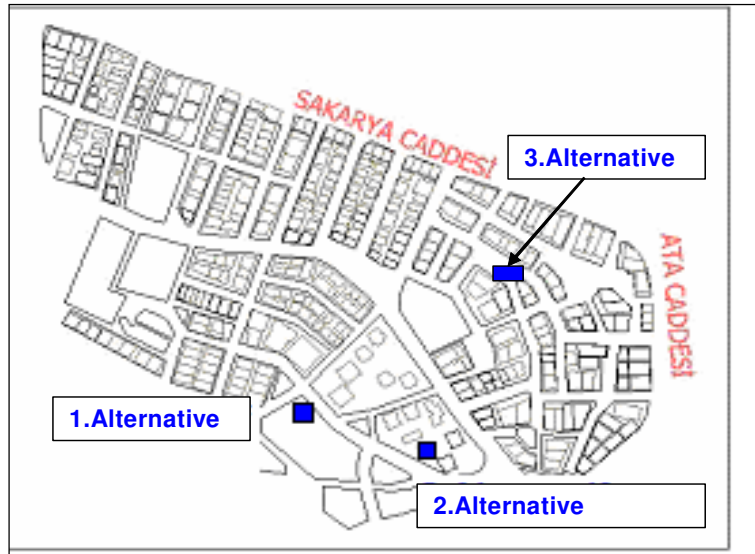 SAKARYA CADDESİ
3.Alternative
ATA CADDESİ
1.Alternative
2.Alternative